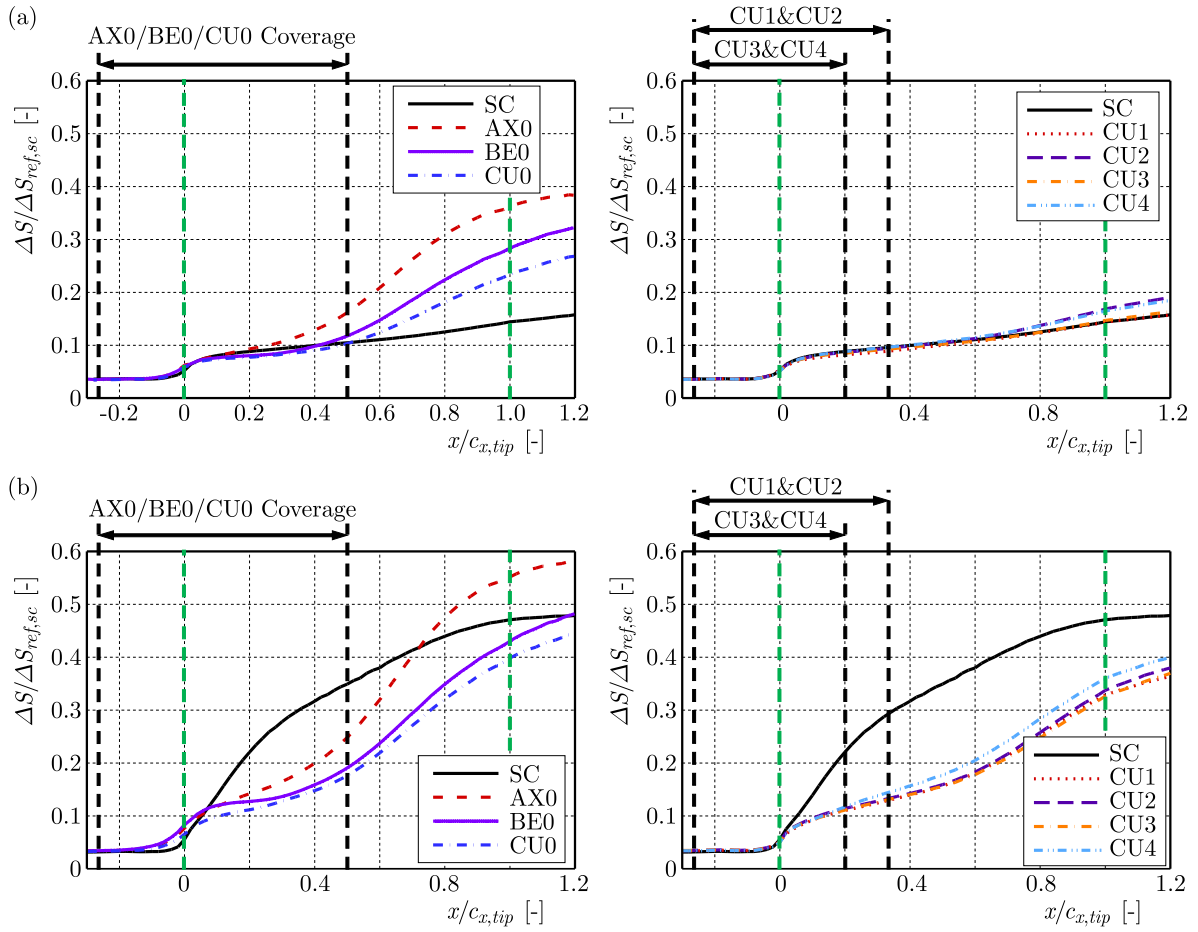 (a)
AX0/BE0/CU0 Coverage
ΔS/ΔS_ref,sc [-]
0.6
0.5
0.4
0.3
0.2
0.1
0
SC
AX0
BE0
CU0
-0.2 0 0.2 0.4 0.6 0.8 1.0 1.2
x/c_x,tip [-]
CU1&CU2
CU3&CU4
ΔS/ΔS_ref,sc [-]
0.6
0.5
0.4
0.3
0.2
0.1
0
SC
CU1
CU2
CU3
CU4
0 0.4 0.8 1.2
x/c_x,tip [-]
(b)
AX0/BE0/CU0 Coverage
ΔS/ΔS_ref,sc [-]
0.6
0.5
0.4
0.3
0.2
0.1
0
SC
AX0
BE0
CU0
0 0.4 0.8 1.2
x/c_x,tip [-]
CU1&CU2
CU3&CU4
ΔS/ΔS_ref,sc [-]
0.6
0.5
0.4
0.3
0.2
0.1
0
SC
CU1
CU2
CU3
CU4
0 0.4 0.8 1.2
x/c_x,tip [-]